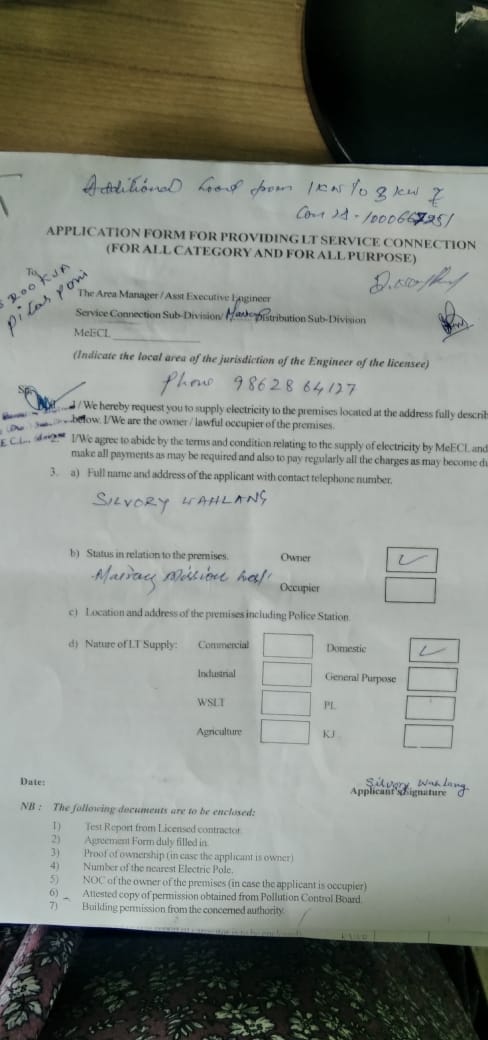 Additional Load from 1KW To 3 KW
Con Id - 100066
APPLICATION FORM FOR PROVIDING LT SERVICE CONNECTION
(FOR ALL CATEGORY AND FOR ALL PURPOSE)
To
200 KVA
The Area Manager / Asst Executive Engineer
Service Connection Sub-Division/ Distribution Sub-Division
MeECL
(Indicate the local area of the jurisdiction of the Engineer of the licensee)
Phone 9862864127
Sir,
I/We hereby request you to supply electricity to the premises located at the address fully describ
below. I/We are the owner / lawful occupier of the premises.
I/We agree to abide by the terms and condition relating to the supply of electricity by MeECL and
make all payments as may be required and also to pay regularly all the charges as may become du
3. a) Full name and address of the applicant with contact telephone number.
SILVORY WAHLANG
b) Status in relation to the premises. Owner ✓
Mission
Occupier
c) Location and address of the premises including Police Station
d) Nature of LT Supply: Commercial Domestic ✓
Industrial General Purpose
WSLT PL
Agriculture KJ
Date:
Silvory Wahlang
Applicant's Signature
NB : The following documents are to be enclosed:
1) Test Report from Licensed contractor.
2) Agreement Form duly filled in.
3) Proof of ownership (in case the applicant is owner)
4) Number of the nearest Electric Pole.
5) NOC of the owner of the premises (in case the applicant is occupier)
6) Attested copy of permission obtained from Pollution Control Board.
7) Building permission from the concerned authority.